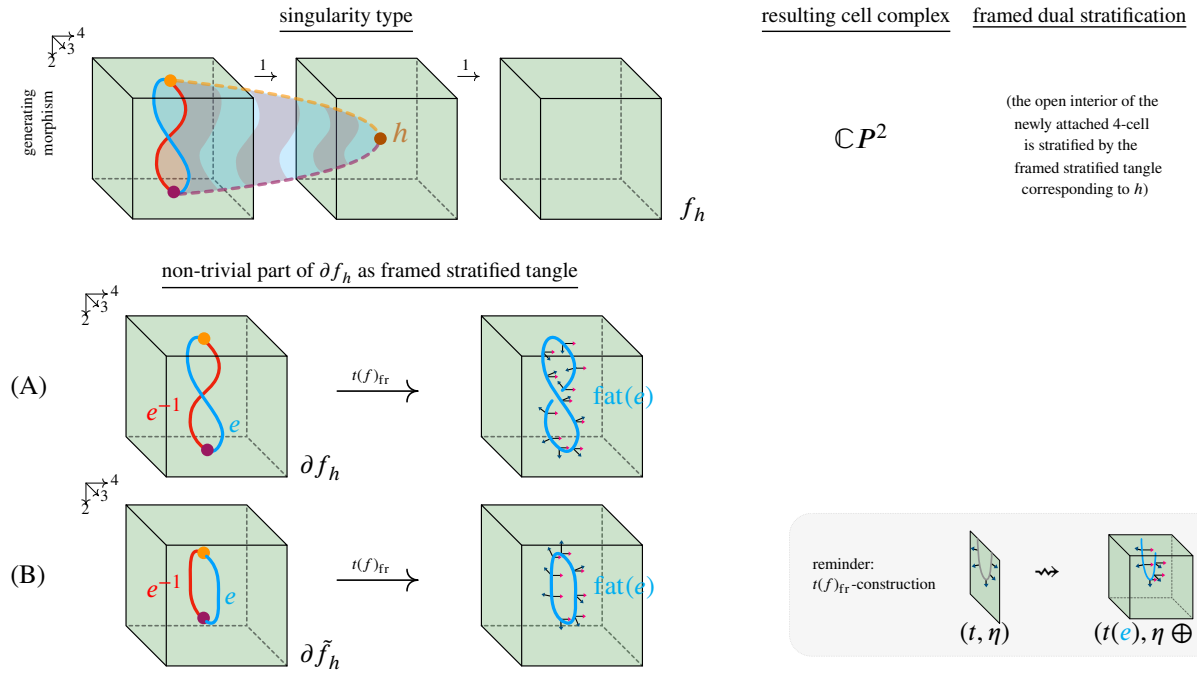 singularity type
resulting cell complex
framed dual stratification
4
3
2
generating
morphism
1
1
h
f_h
ℂP²
(the open interior of the
newly attached 4-cell
is stratified by the
framed stratified tangle
corresponding to h)
non-trivial part of ∂f_h as framed stratified tangle
4
3
2
(A)
e⁻¹
e
∂f_h
t(f)_fr
fat(e)
4
3
2
(B)
e⁻¹
e
∂f̃_h
t(f)_fr
fat(e)
reminder:
t(f)_fr-construction
⇝
(t, η)
(t(e), η ⊕